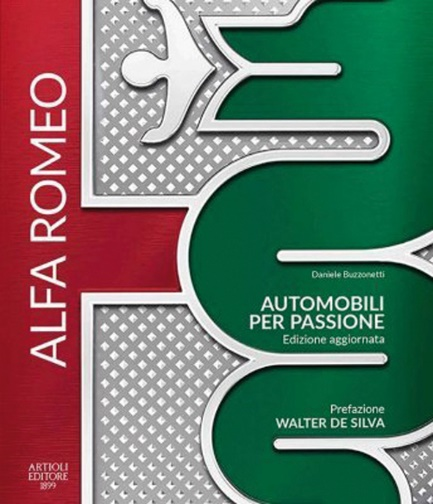 ALFA ROMEO
Daniele Buzzonetti
AUTOMOBILI
PER PASSIONE
Edizione aggiornata
Prefazione
WALTER DE SILVA
ARTIOLI
EDITORE
1899